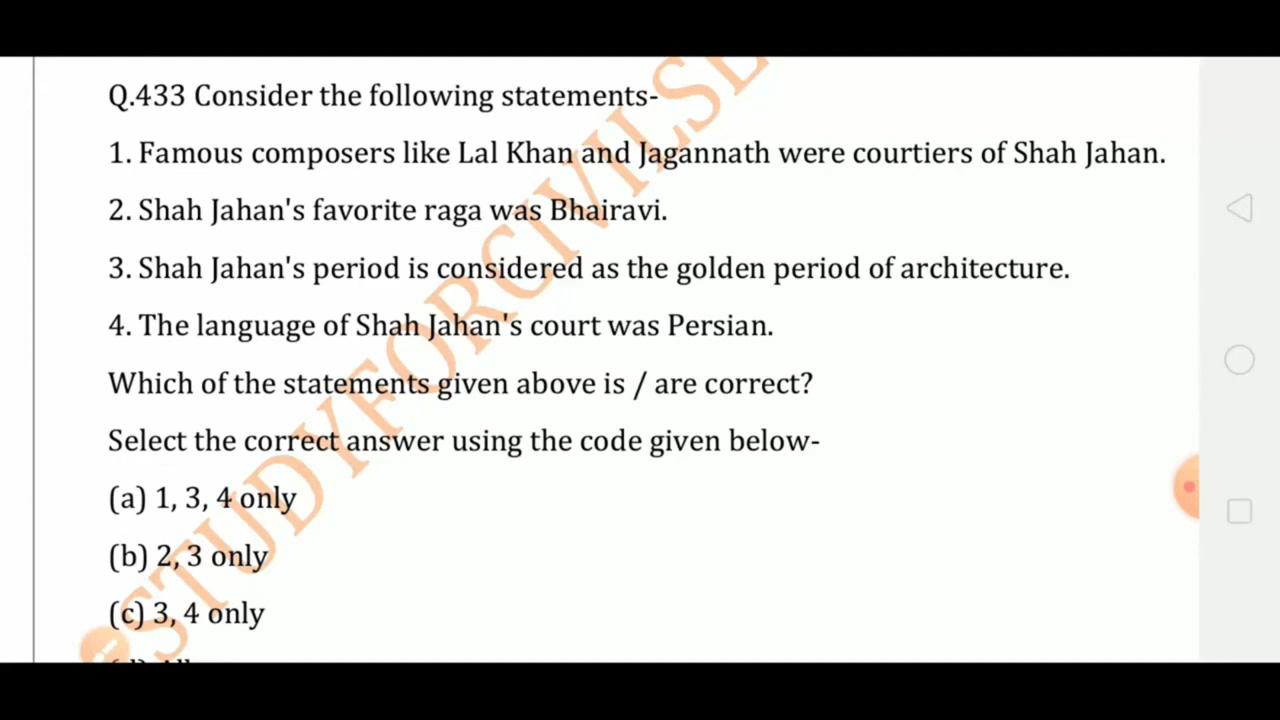 Q.433 Consider the following statements-
1. Famous composers like Lal Khan and Jagannath were courtiers of Shah Jahan.
2. Shah Jahan's favorite raga was Bhairavi.
3. Shah Jahan's period is considered as the golden period of architecture.
4. The language of Shah Jahan's court was Persian.
Which of the statements given above is / are correct?
Select the correct answer using the code given below-
(a) 1, 3, 4 only
(b) 2, 3 only
(c) 3, 4 only
STUDYFORCIVILSE